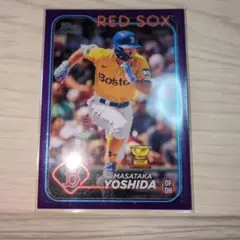 RED SOX
Boston
MASATAKA
YOSHIDA
OF
DH